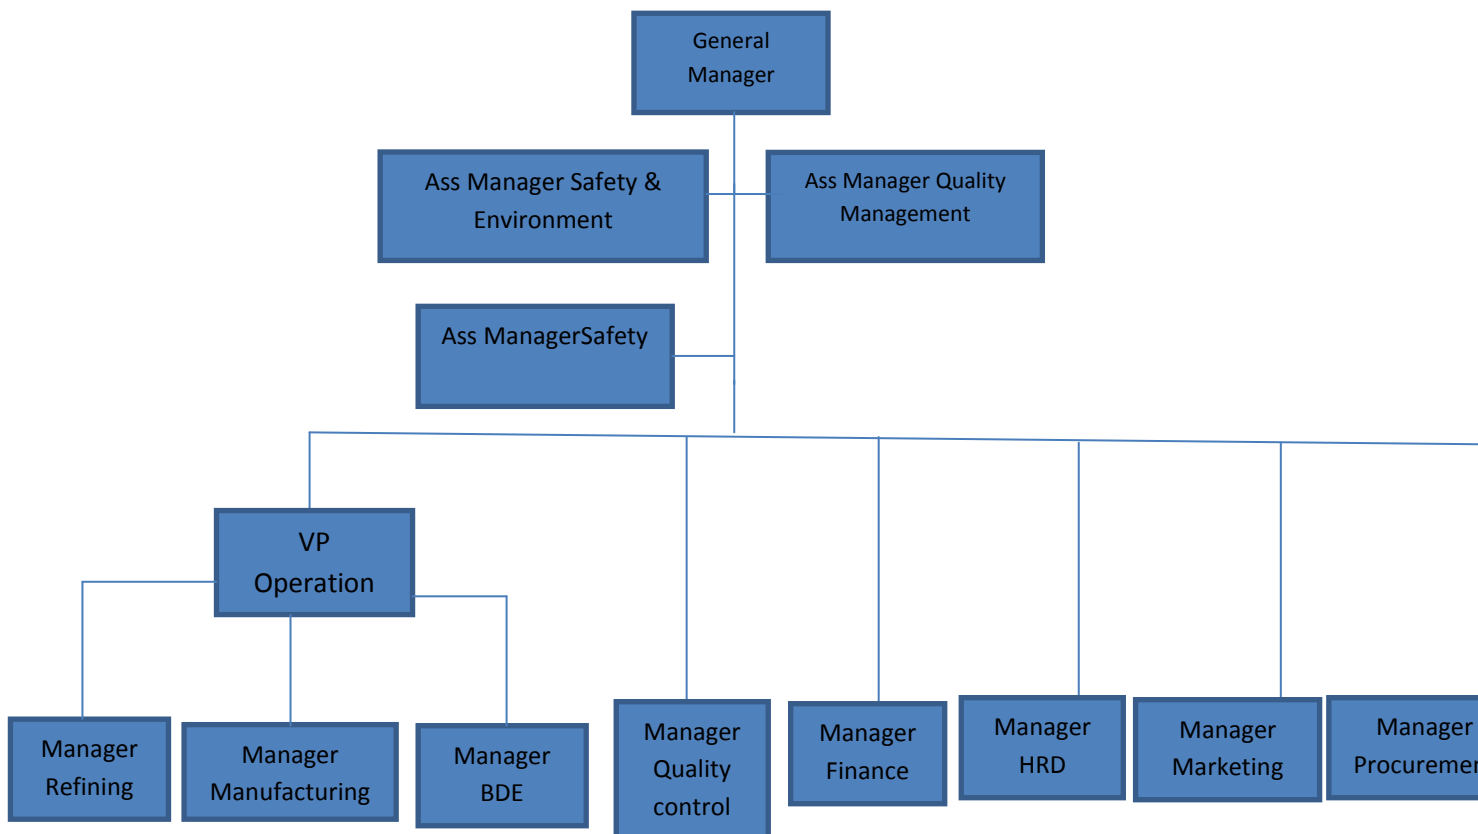 General
Manager
Ass Manager Safety &
Environment
Ass Manager Quality
Management
Ass ManagerSafety
VP
Operation
Manager
Refining
Manager
Manufacturing
Manager
BDE
Manager
Quality
control
Manager
Finance
Manager
HRD
Manager
Marketing
Manager
Procuremen